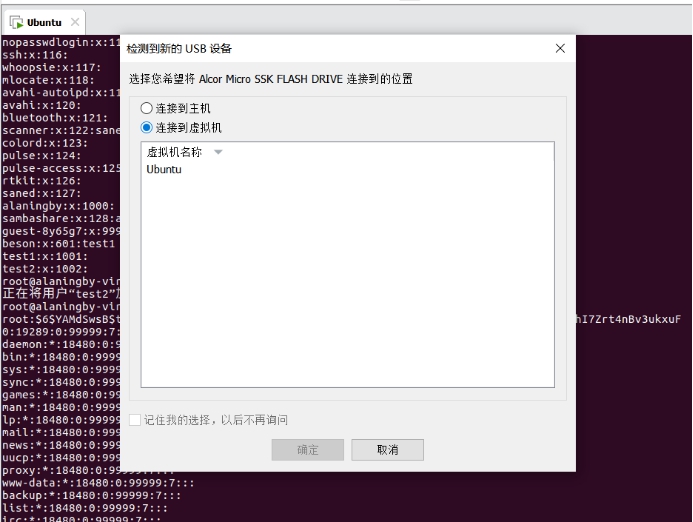 Ubuntu
nopasswdlogin:x:11
ssh:x:116:
whoopsie:x:117:
mlocate:x:118:
avahi-autoipd:x:11
avahi:x:120:
bluetooth:x:121:
scanner:x:122:sane
colord:x:123:
pulse:x:124:
pulse-access:x:125
rtkit:x:126:
saned:x:127:
alaningby:x:1000:
sambashare:x:128:a
guest-8y65g7:x:999
beson:x:601:test1
test1:x:1001:
test2:x:1002:
root@alaningby-vir
正在将用户“test2”加
root@alaningby-vir
root:$6$YAMdSwsB$t
hI7Zrt4nBv3ukxuF
0:19289:0:99999:7:
daemon:*:18480:0:99999
bin:*:18480:0:9999
sys:*:18480:0:9999
sync:*:18480:0:999
games:*:18480:0:99
man:*:18480:0:9999
lp:*:18480:0:99999
mail:*:18480:0:999
news:*:18480:0:999
uucp:*:18480:0:999
proxy:*:18480:0:99999:7:::
www-data:*:18480:0:99999:7:::
backup:*:18480:0:99999:7:::
list:*:18480:0:99999:7:::
irc:*:18480:0:99999:7:::
检测到新的 USB 设备
选择您希望将 Alcor Micro SSK FLASH DRIVE 连接到的位置
连接到主机
连接到虚拟机
虚拟机名称
Ubuntu
记住我的选择，以后不再询问
确定
取消